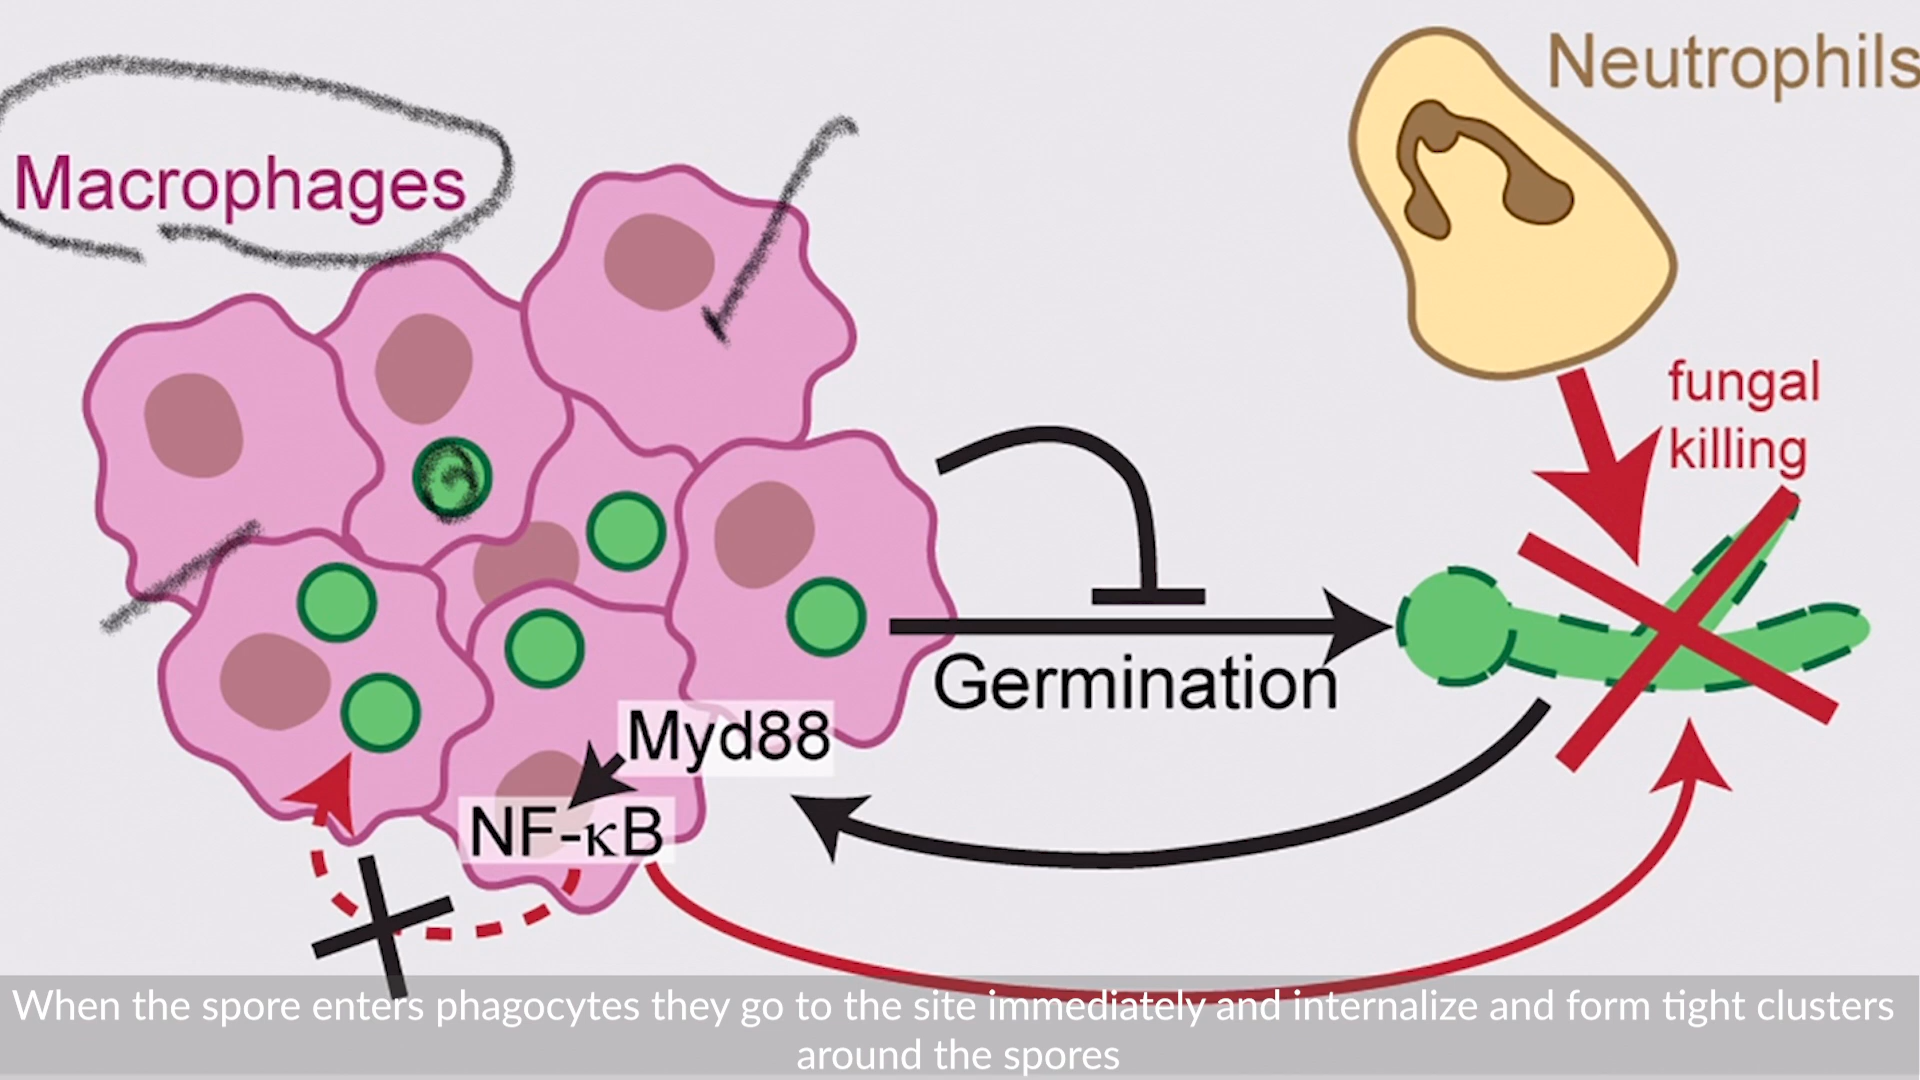 Macrophages
Neutrophils
fungal
killing
Germination
Myd88
NF-κB
When the spore enters phagocytes they go to the site immediately and internalize and form tight clusters
around the spores